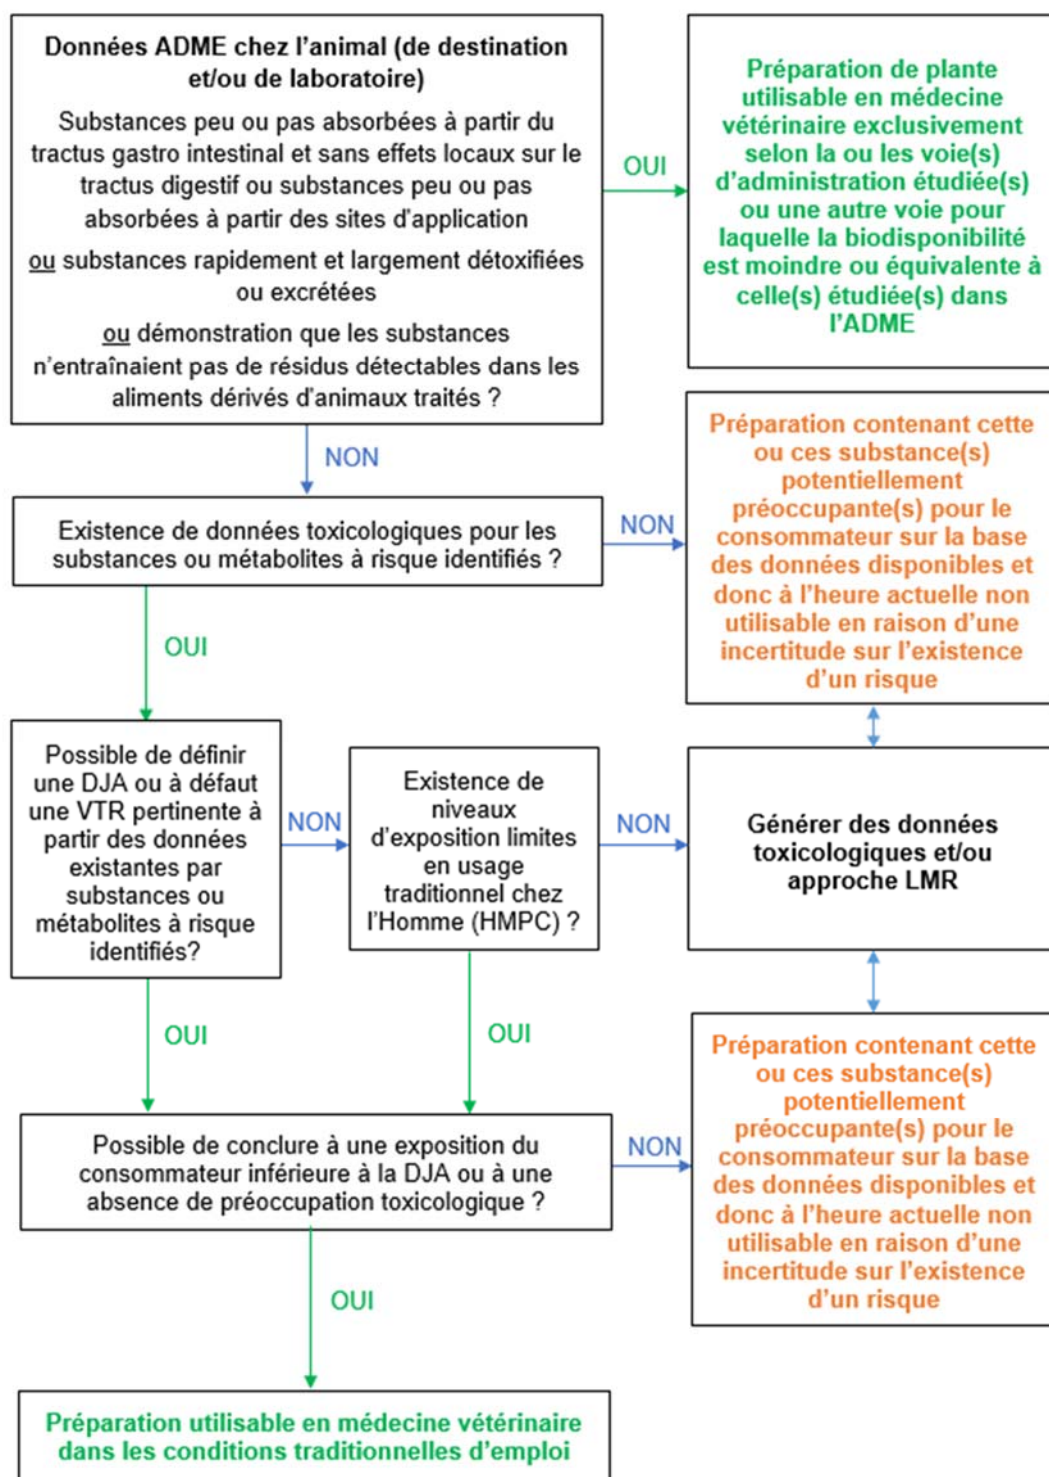 Données ADME chez l'animal (de destination
et/ou de laboratoire)
Substances peu ou pas absorbées à partir du
tractus gastro intestinal et sans effets locaux sur le
tractus digestif ou substances peu ou pas
absorbées à partir des sites d'application
ou substances rapidement et largement détoxifiées
ou excrétées
ou démonstration que les substances
n'entraînaient pas de résidus détectables dans les
aliments dérivés d'animaux traités ?
OUI
Préparation de plante
utilisable en médecine
vétérinaire exclusivement
selon la ou les voie(s)
d'administration étudiée(s)
ou une autre voie pour
laquelle la biodisponibilité
est moindre ou équivalente à
celle(s) étudiée(s) dans
l'ADME
NON
Existence de données toxicologiques pour les
substances ou métabolites à risque identifiés ?
NON
Préparation contenant cette
ou ces substance(s)
potentiellement
préoccupante(s) pour le
consommateur sur la base
des données disponibles et
donc à l'heure actuelle non
utilisable en raison d'une
incertitude sur l'existence
d'un risque
OUI
Possible de définir
une DJA ou à défaut
une VTR pertinente à
partir des données
existantes par
substances ou
métabolites à risque
identifiés?
NON
Existence de
niveaux
d'exposition limites
en usage
traditionnel chez
l'Homme (HMPC) ?
NON
Générer des données
toxicologiques et/ou
approche LMR
OUI
OUI
Possible de conclure à une exposition du
consommateur inférieure à la DJA ou à une
absence de préoccupation toxicologique ?
NON
Préparation contenant cette
ou ces substance(s)
potentiellement
préoccupante(s) pour le
consommateur sur la base
des données disponibles et
donc à l'heure actuelle non
utilisable en raison d'une
incertitude sur l'existence
d'un risque
OUI
Préparation utilisable en médecine vétérinaire
dans les conditions traditionnelles d'emploi